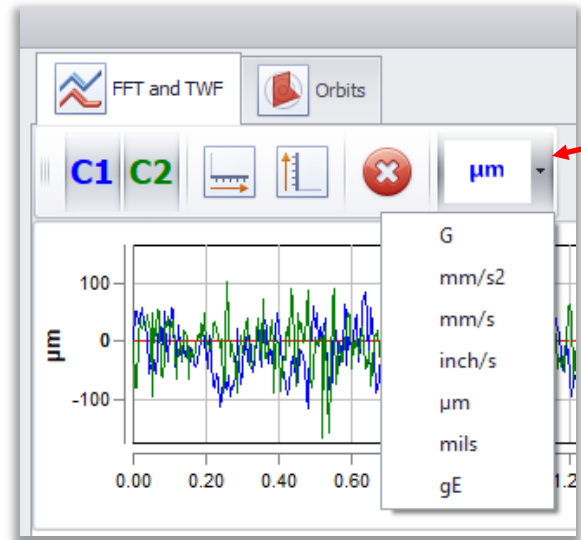 FFT and TWF
Orbits
C1 C2
µm
G
mm/s2
mm/s
inch/s
µm
mils
gE
100
0
-100
µm
0.00 0.20 0.40 0.60